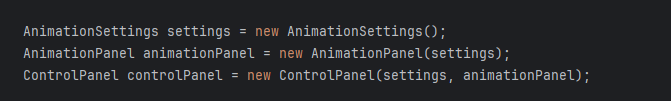 AnimationSettings settings = new AnimationSettings();
AnimationPanel animationPanel = new AnimationPanel(settings);
ControlPanel controlPanel = new ControlPanel(settings, animationPanel);